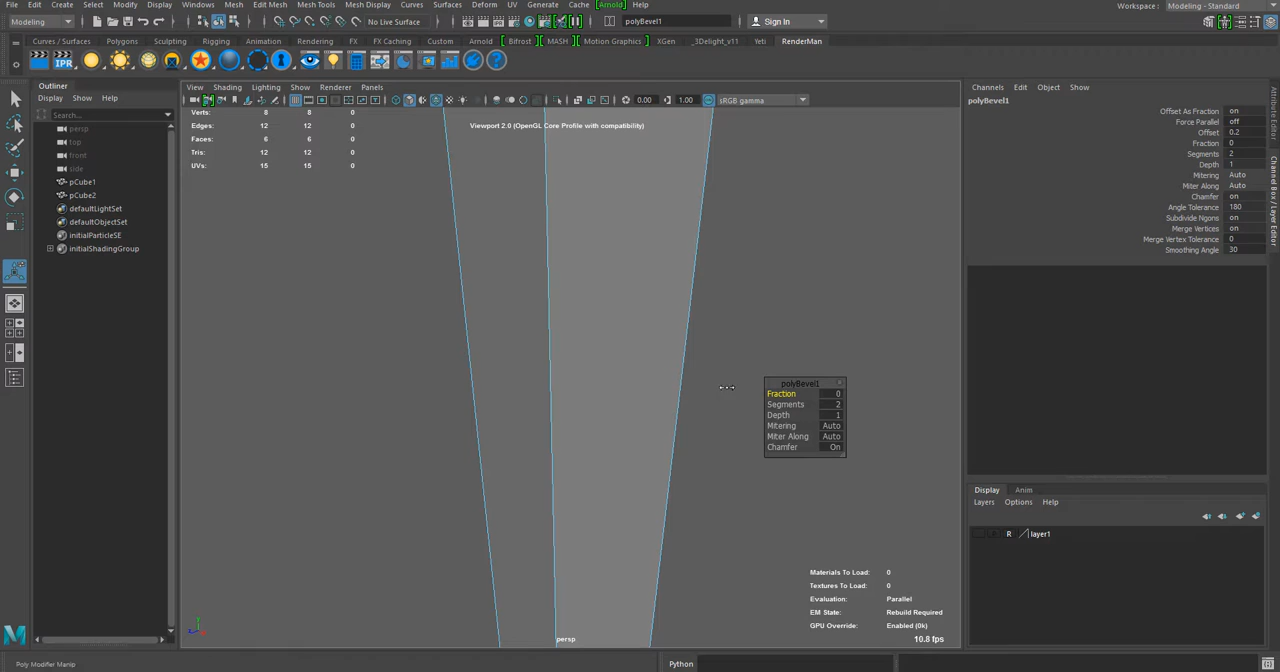 File Edit Create Select Modify Display Windows Mesh Edit Mesh Mesh Tools Mesh Display Curves Surfaces Deform UV Generate Cache Arnold Help
Workspace : Modeling - Standard
Modeling No Live Surface polyBevel1 Sign In
Curves / Surfaces Polygons Sculpting Rigging Animation Rendering FX FX Caching Custom Arnold Bifrost MASH Motion Graphics XGen _3Delight_v11 Yeti RenderMan
IPR
Outliner
Display Show Help
Search...
persp
top
front
side
pCube1
pCube2
defaultLightSet
defaultObjectSet
initialParticleSE
initialShadingGroup
View Shading Lighting Show Renderer Panels
0.00 1.00 sRGB gamma
Viewport 2.0 (OpenGL Core Profile with compatibility)
Verts: 8 8 0
Edges: 12 12 0
Faces: 6 6 0
Tris: 12 12 0
UVs: 15 15 0
polyBevel1
Fraction 0
Segments 2
Depth 1
Mitering Auto
Miter Along Auto
Chamfer On
Materials To Load: 0
Textures To Load: 0
Evaluation: Parallel
EM State: Rebuild Required
GPU Override: Enabled (0k)
10.8 fps
persp
Channels Edit Object Show
polyBevel1
Offset As Fraction on
Force Parallel off
Offset 0.2
Fraction 0
Segments 2
Depth 1
Mitering Auto
Miter Along Auto
Chamfer on
Angle Tolerance 180
Subdivide Ngons on
Merge Vertices on
Merge Vertex Tolerance 0
Smoothing Angle 30
Attribute Editor
Channel Box / Layer Editor
Display Anim
Layers Options Help
R layer1
Poly Modifier Manip
Python